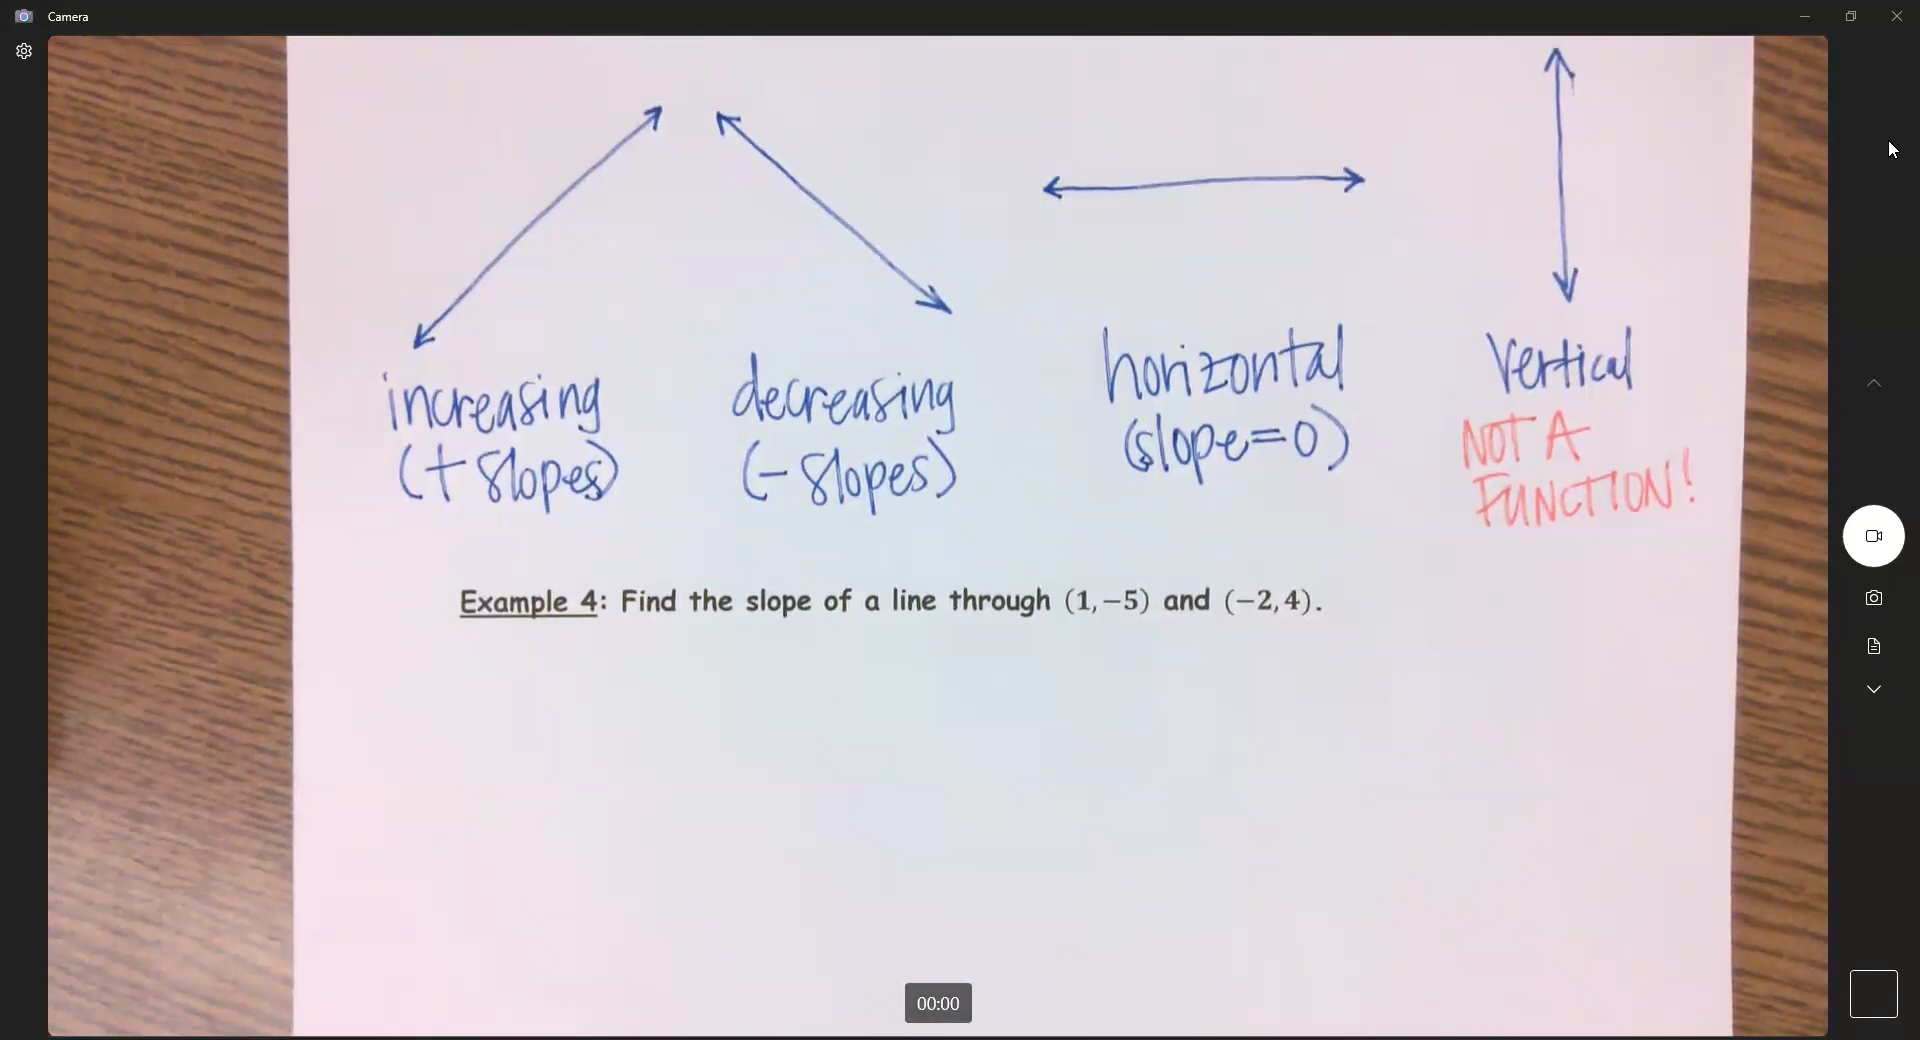 Camera
increasing
(+ slopes)
decreasing
(- slopes)
horizontal
(slope=0)
Vertical
NOT A
FUNCTION!
Example 4: Find the slope of a line through (1,−5) and (−2,4).
00:00